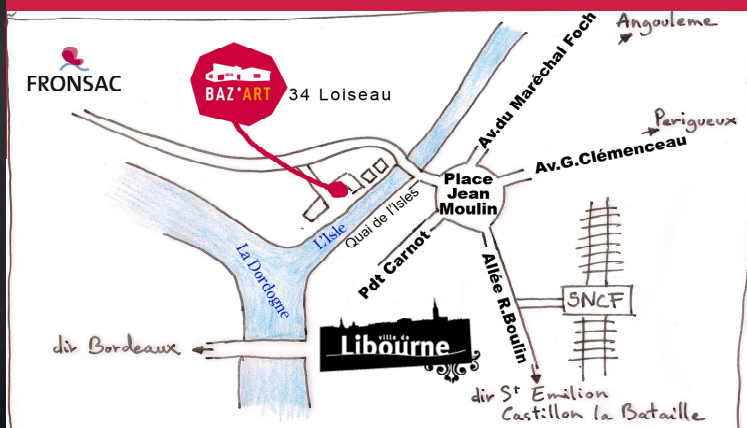 Angouleme
FRONSAC
BAZ'ART
34 Loiseau
Av.du Maréchal Foch
Perigueux
Av.G.Clémenceau
Place
Jean
Moulin
Quai de l'Isles
L'Isle
La Dordogne
Pdt Carnot
Allée R.Boulin
SNCF
ville de
Libourne
dir Bordeaux
dir St Emilion
Castillon la Bataille